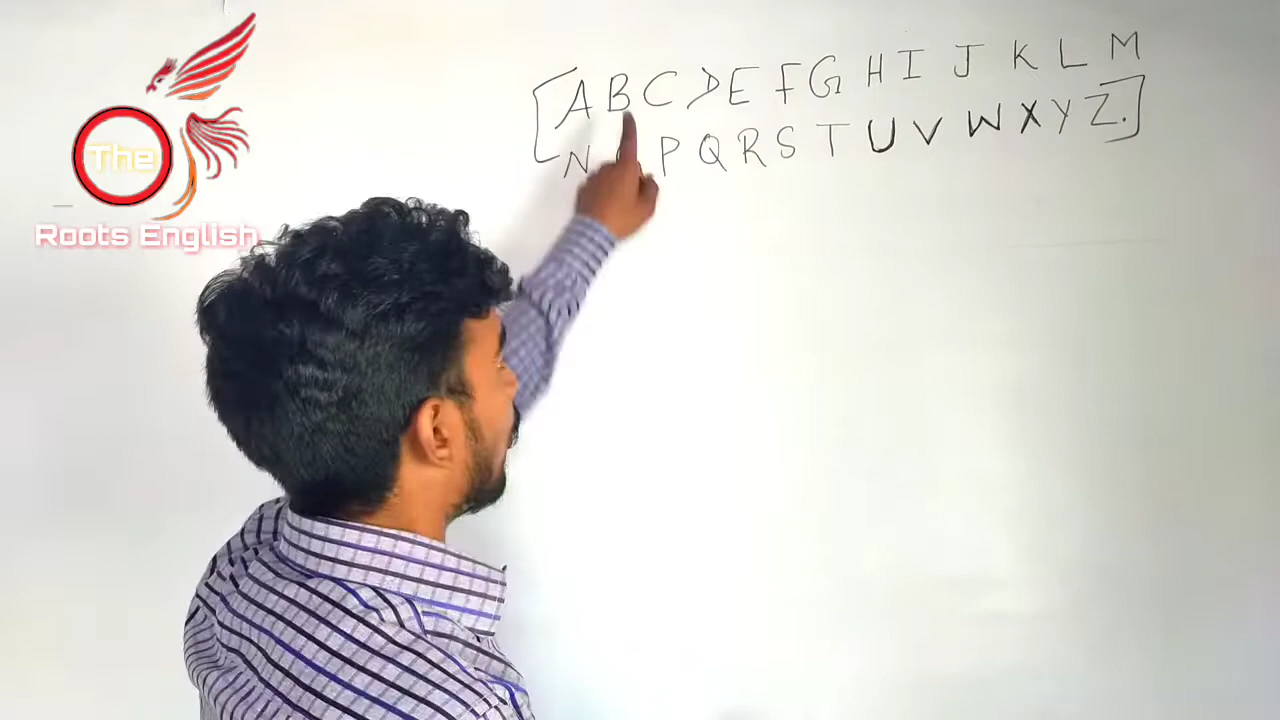 The
Roots English
[ A B C D E F G H I J K L M
N P Q R S T U V W X Y Z. ]